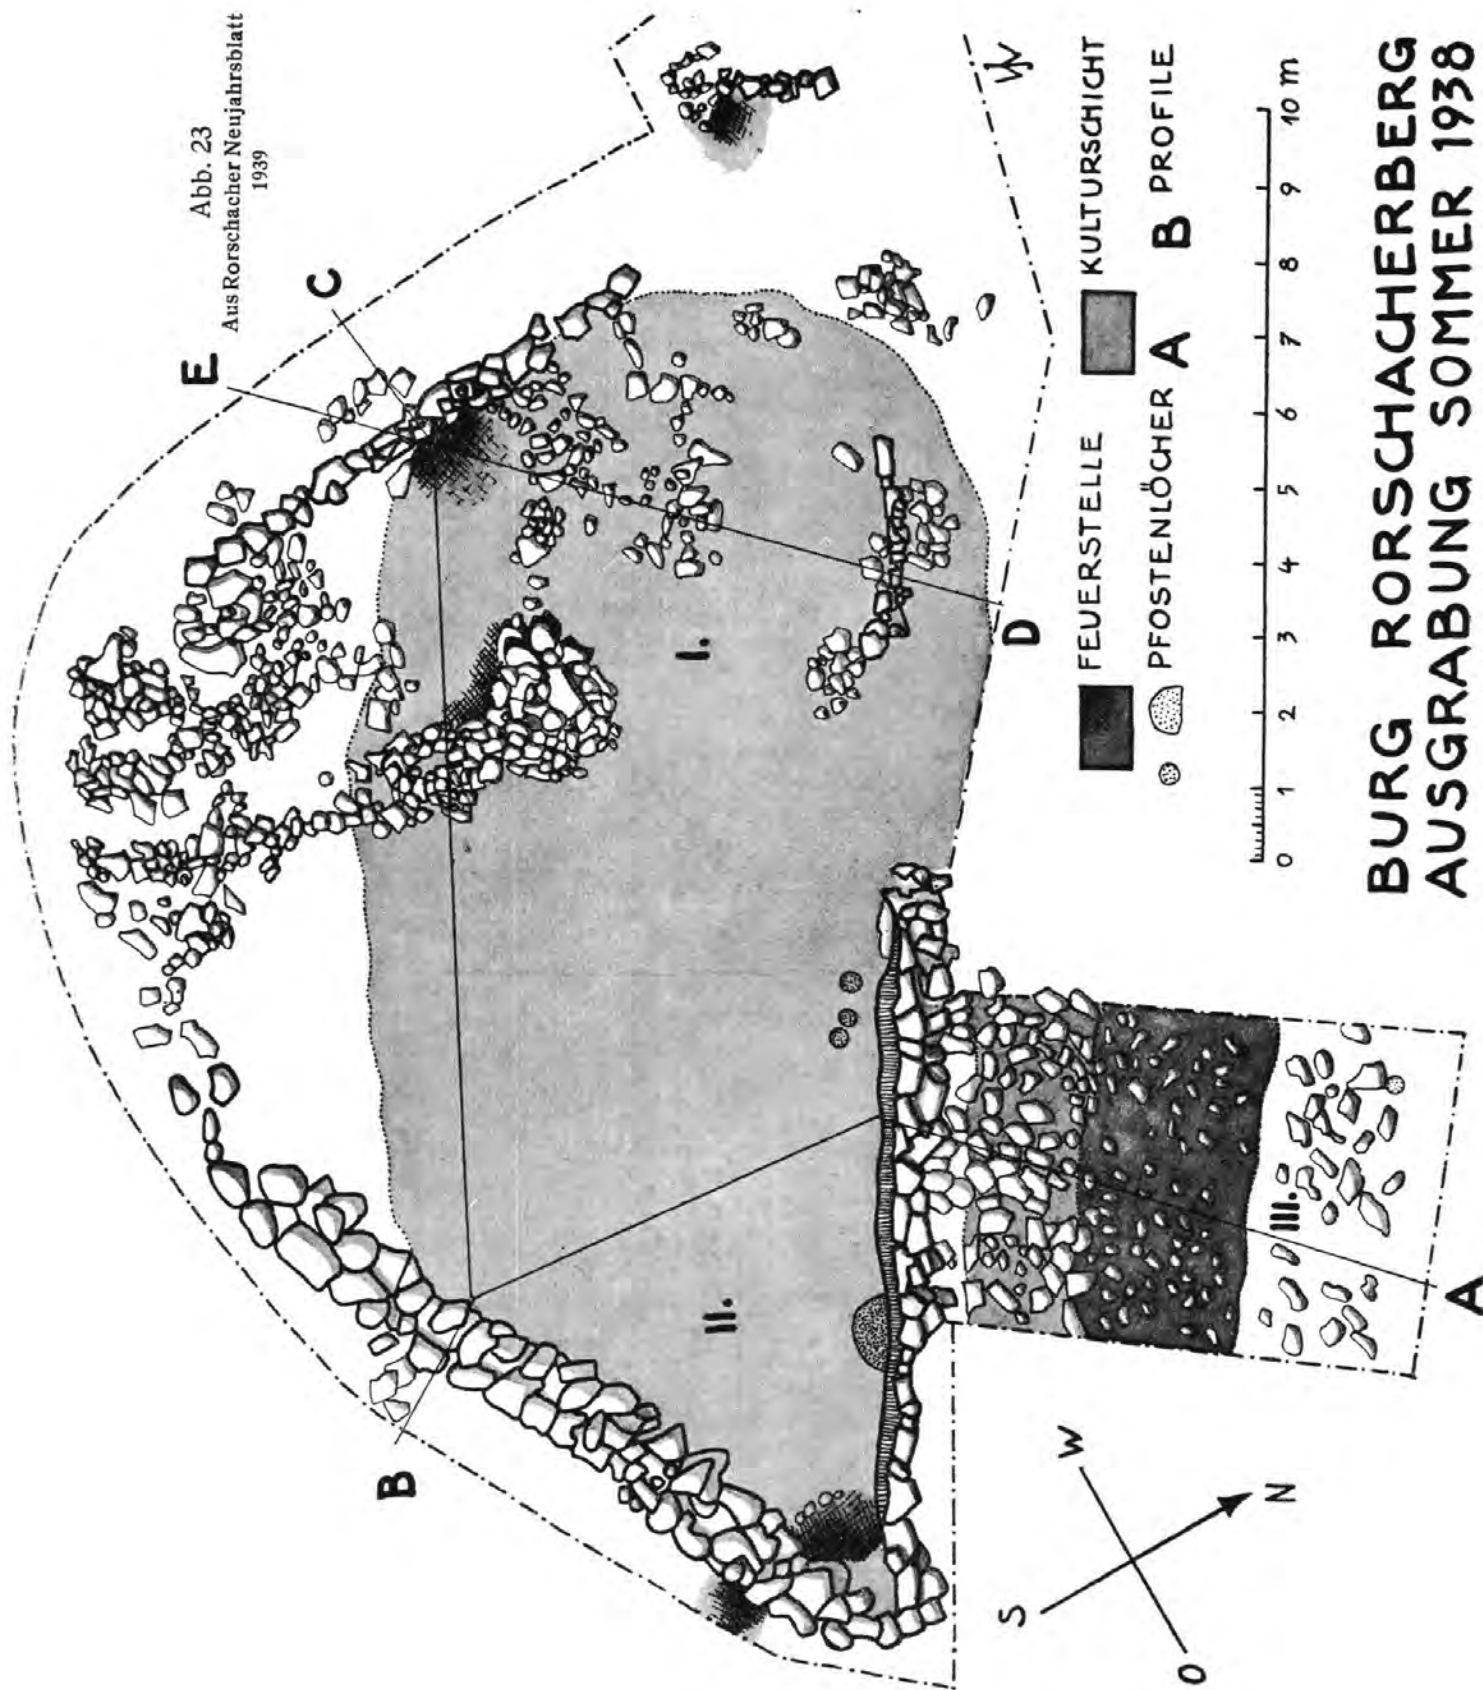 Abb. 23
Aus Rorschacher Neujahrsblatt
1939
E
C
B
I.
II.
III.
D
A
S
W
O
N
FEUERSTELLE
KULTURSCHICHT
PFOSTENLÖCHER
A B PROFILE
0 1 2 3 4 5 6 7 8 9 10 m
BURG RORSCHACHERBERG
AUSGRABUNG SOMMER 1938